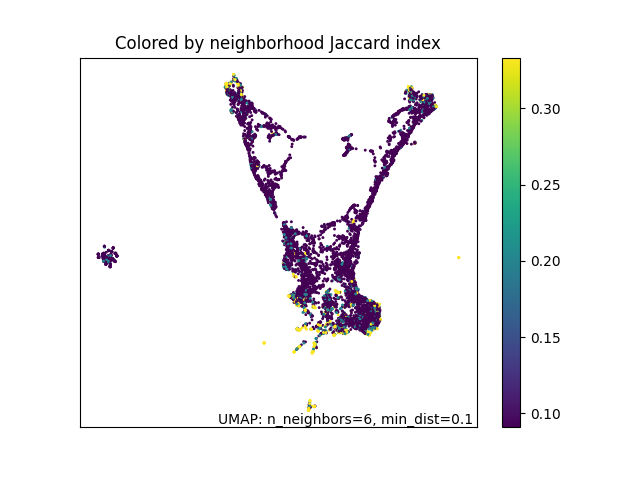 Colored by neighborhood Jaccard index
0.30
0.25
0.20
0.15
0.10
UMAP: n_neighbors=6, min_dist=0.1